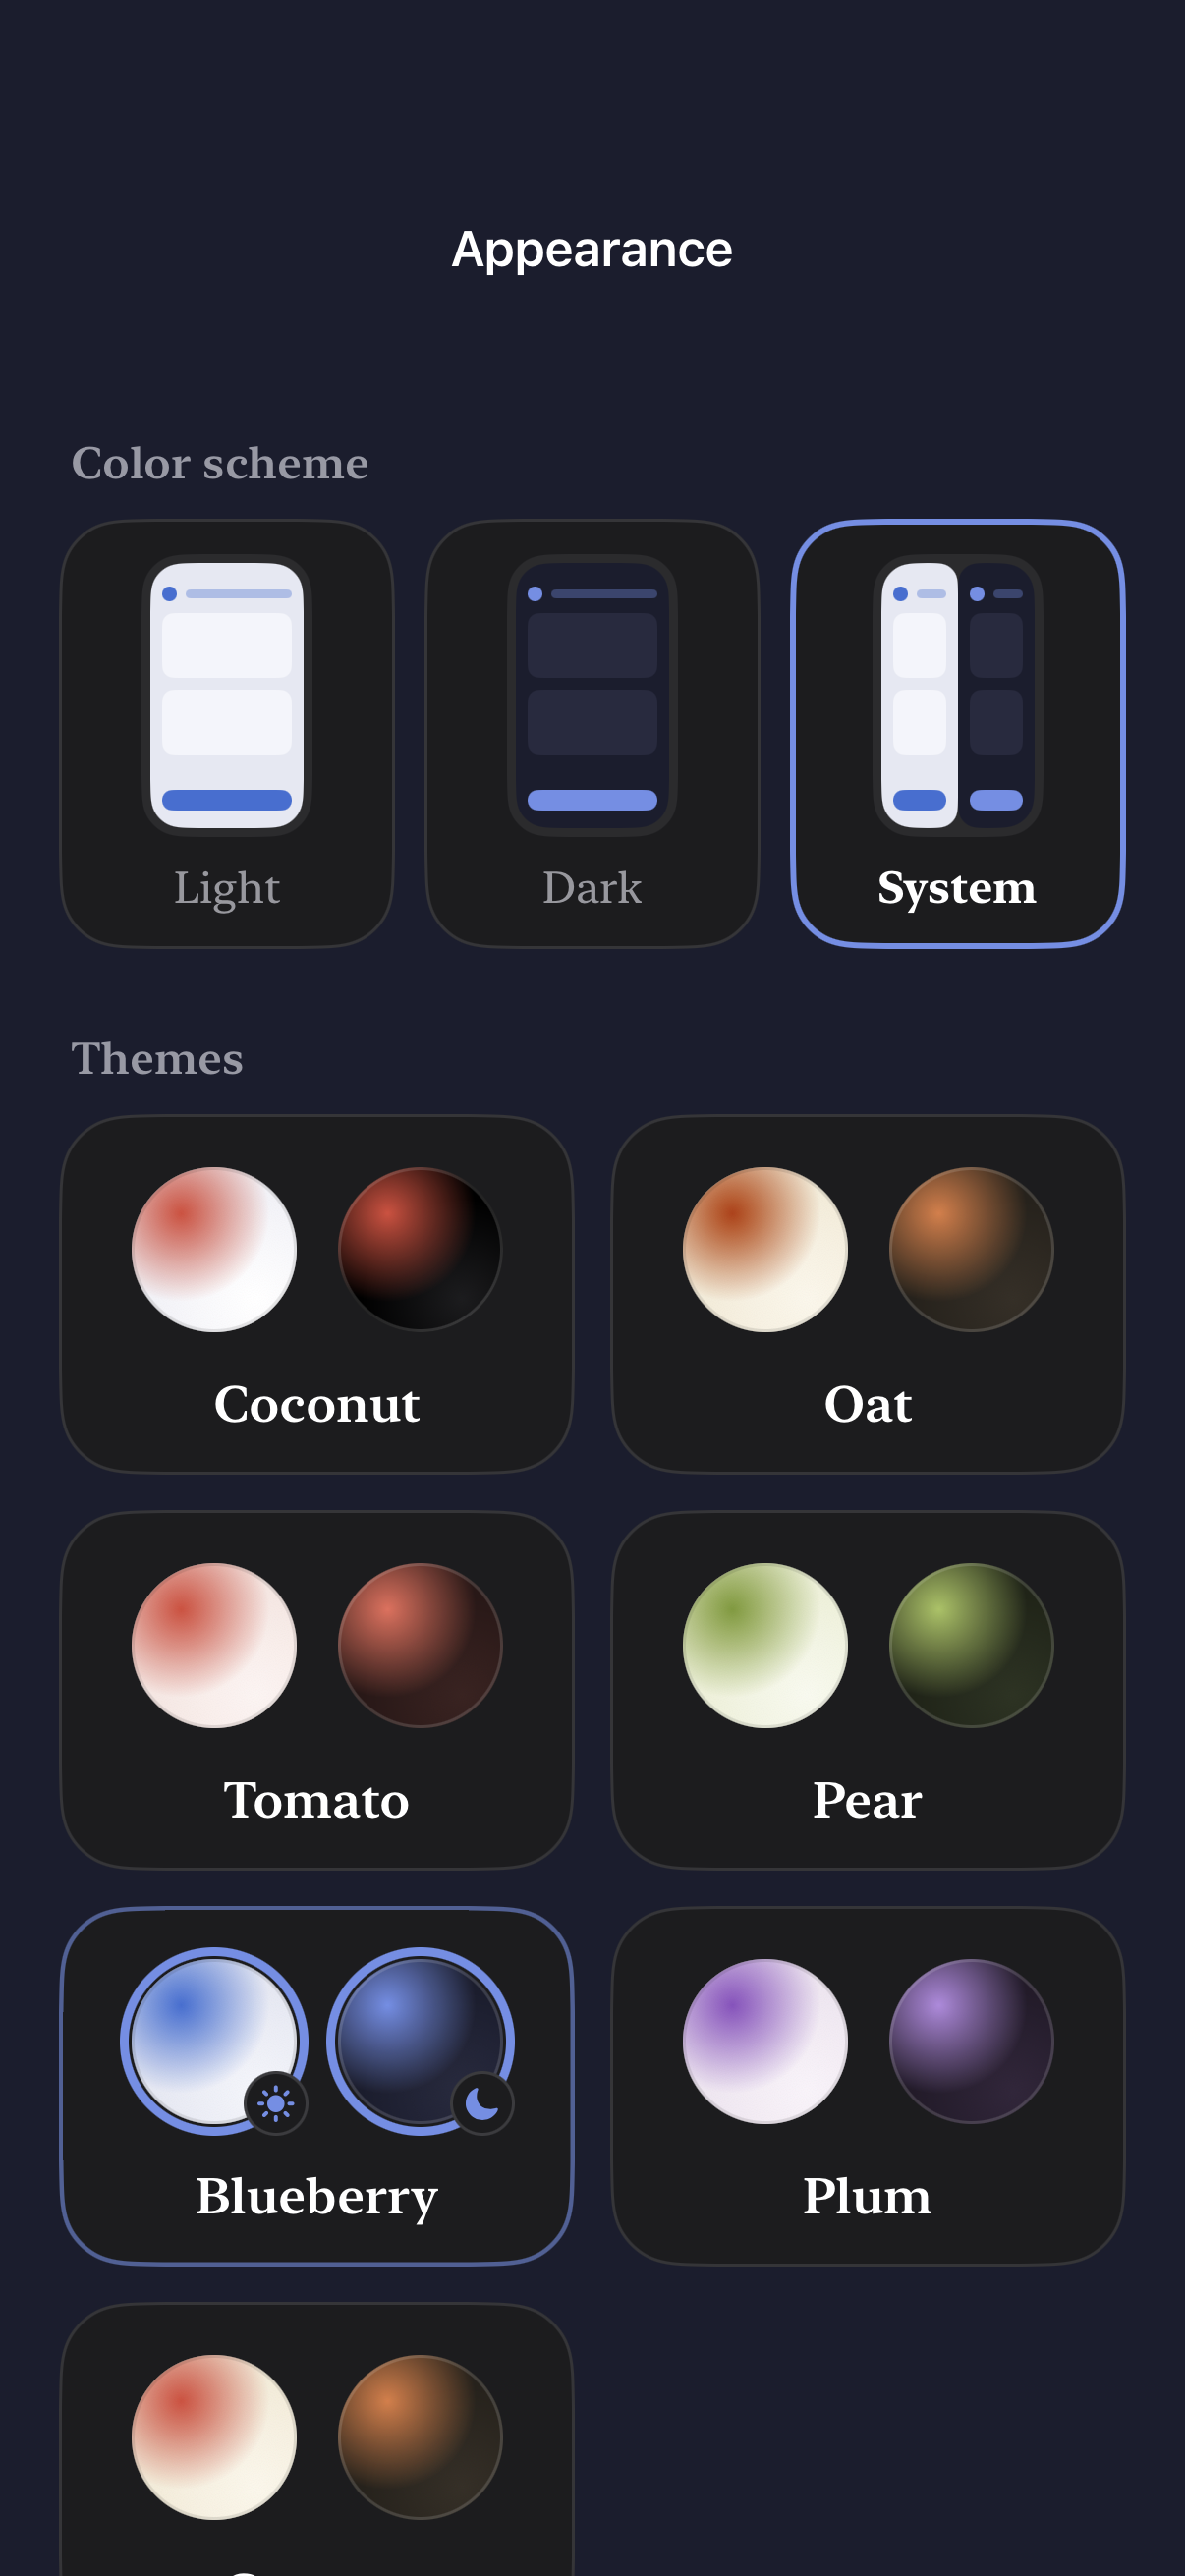 Appearance
Color scheme
Light
Dark
System
Themes
Coconut
Oat
Tomato
Pear
Blueberry
Plum